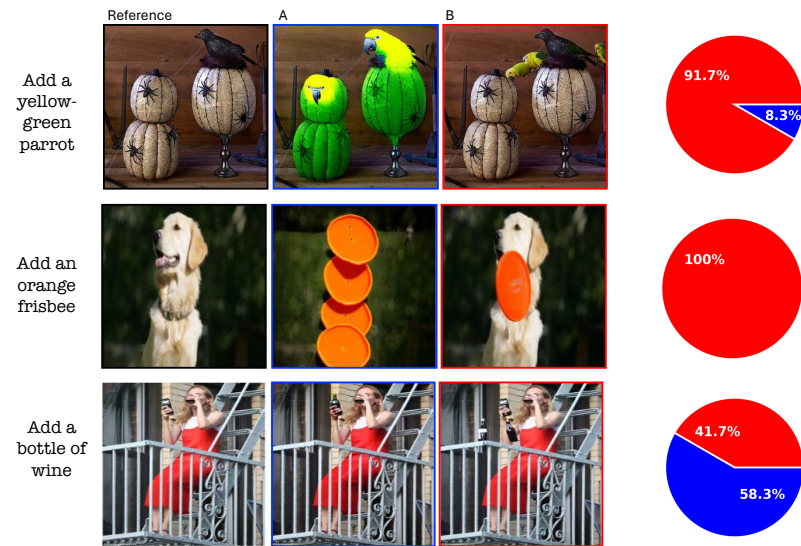 Reference
A
B
Add a
yellow-
green
parrot
91.7%
8.3%
Add an
orange
frisbee
100%
Add a
bottle of
wine
41.7%
58.3%